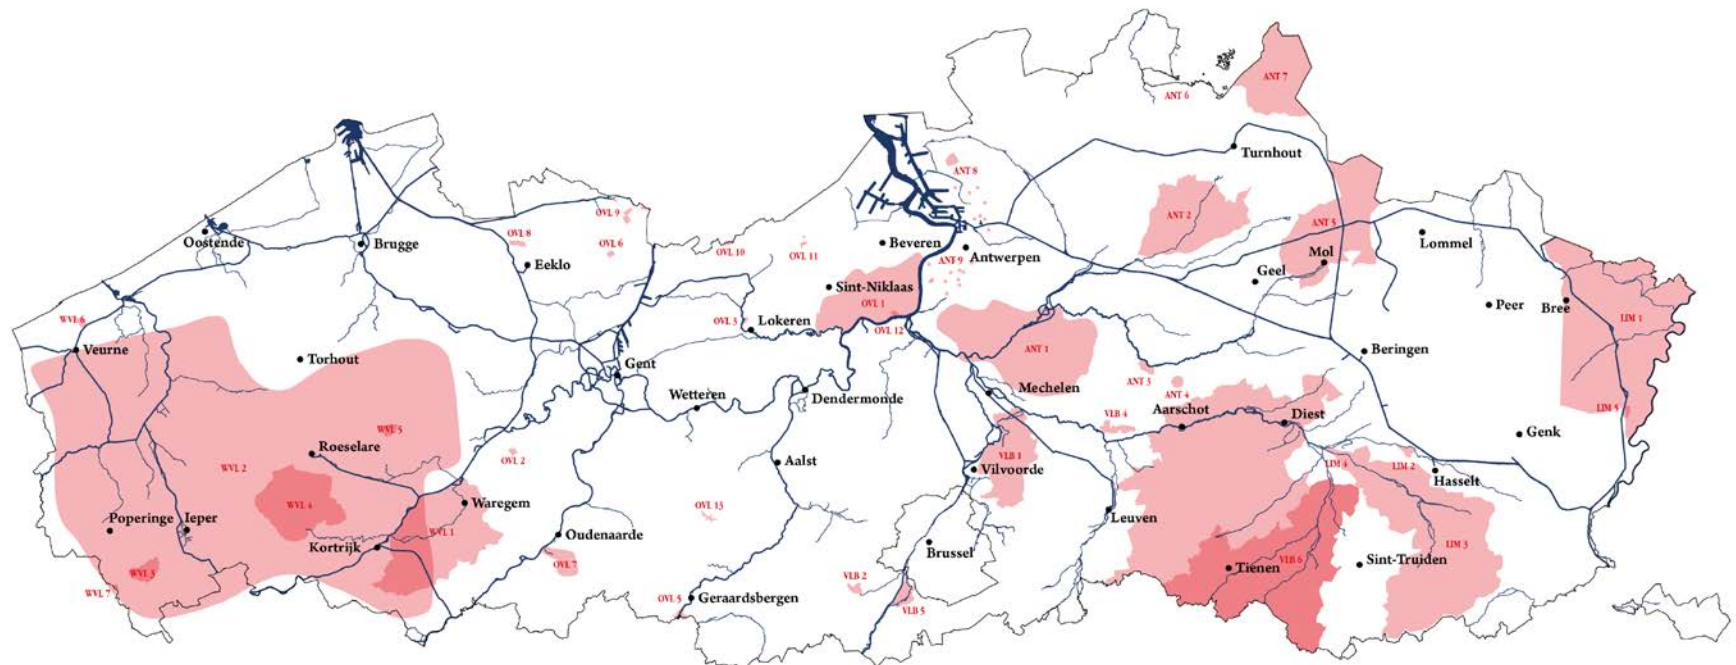 ANT 7
ANT 6
Turnhout
ANT 8
OVL 9
ANT 2
ANT 5
OVL 8
OVL 6
Oostende
Brugge
OVL 10
OVL 11
Beveren
Antwerpen
Lommel
Eeklo
ANT 9
Mol
Geel
Sint-Niklaas
OVL 1
Peer
Bree
LIM 1
WVL 6
OVL 3
Lokeren
OVL 12
Veurne
Torhout
ANT 1
Beringen
Gent
Mechelen
ANT 3
Wetteren
Dendermonde
ANT 4
Aarschot
Diest
LIM 5
VLB 4
WVL 5
Genk
Roeselare
OVL 2
Aalst
VLB 1
Vilvoorde
WVL 2
LIM 4
LIM 2
Hasselt
WVL 4
Waregem
OVL 13
Poperinge
Ieper
Leuven
WVL 1
Oudenaarde
Kortrijk
Brussel
LIM 3
OVL 7
Tienen
VLB 6
Sint-Truiden
WVL 3
VLB 2
WVL 7
OVL 5
Geraardsbergen
VLB 5